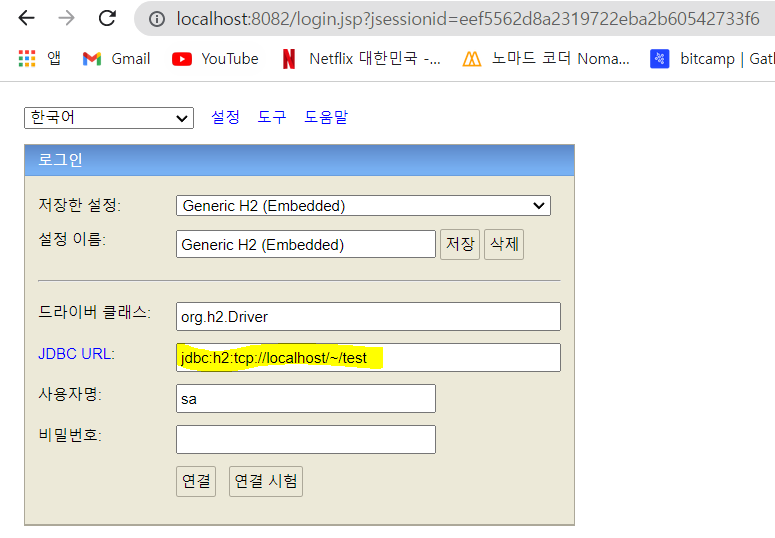 localhost:8082/login.jsp?jsessionid=eef5562d8a2319722eba2b60542733f6
앱 Gmail YouTube Netflix 대한민국 -... 노마드 코더 Noma... bitcamp | Gatl
한국어 설정 도구 도움말
로그인
저장한 설정: Generic H2 (Embedded)
설정 이름: Generic H2 (Embedded) 저장 삭제
드라이버 클래스: org.h2.Driver
JDBC URL: jdbc:h2:tcp://localhost/~/test
사용자명: sa
비밀번호:
연결 연결 시험